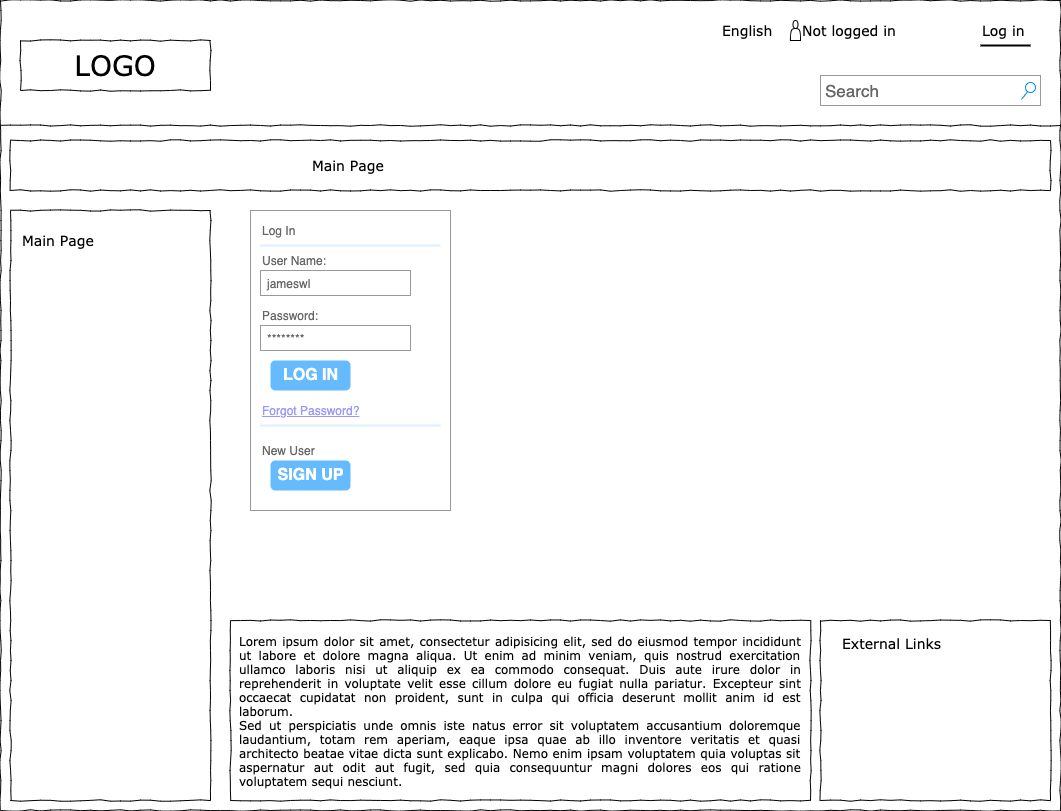 English
Not logged in
Log in
LOGO
Search
Main Page
Main Page
Log In
User Name:
jameswl
Password:
********
LOG IN
Forgot Password?
New User
SIGN UP
Lorem ipsum dolor sit amet, consectetur adipisicing elit, sed do eiusmod tempor incididunt
ut labore et dolore magna aliqua. Ut enim ad minim veniam, quis nostrud exercitation
ullamco laboris nisi ut aliquip ex ea commodo consequat. Duis aute irure dolor in
reprehenderit in voluptate velit esse cillum dolore eu fugiat nulla pariatur. Excepteur sint
occaecat cupidatat non proident, sunt in culpa qui officia deserunt mollit anim id est
laborum.
Sed ut perspiciatis unde omnis iste natus error sit voluptatem accusantium doloremque
laudantium, totam rem aperiam, eaque ipsa quae ab illo inventore veritatis et quasi
architecto beatae vitae dicta sunt explicabo. Nemo enim ipsam voluptatem quia voluptas sit
aspernatur aut odit aut fugit, sed quia consequuntur magni dolores eos qui ratione
voluptatem sequi nesciunt.
External Links